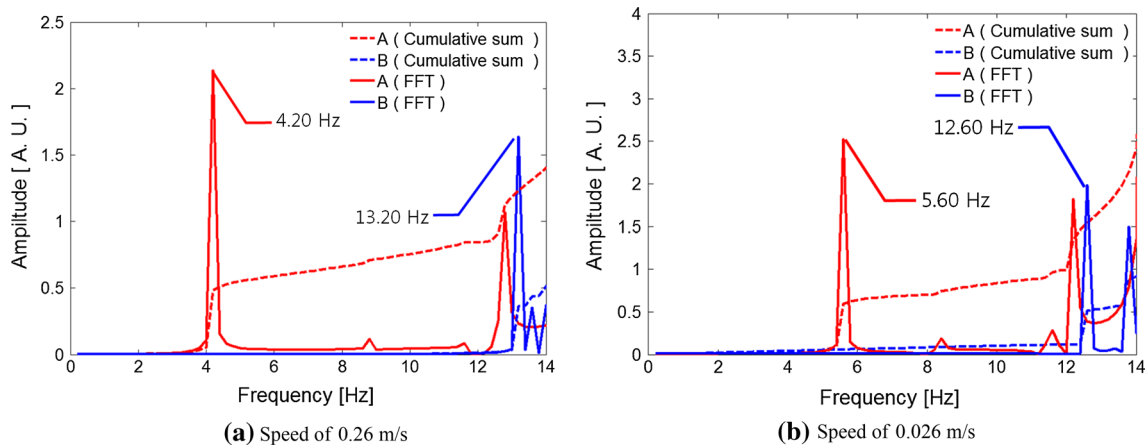 2.5
2
1.5
1
0.5
0
Ampiltude [ A. U. ]
A ( Cumulative sum )
B ( Cumulative sum )
A ( FFT )
B ( FFT )
4.20 Hz
13.20 Hz
0 2 4 6 8 10 12 14
Frequency [Hz]
(a) Speed of 0.26 m/s
4
3.5
3
2.5
2
1.5
1
0.5
0
Ampiltude [ A. U. ]
A ( Cumulative sum )
B ( Cumulative sum )
A ( FFT )
B ( FFT )
12.60 Hz
5.60 Hz
0 2 4 6 8 10 12 14
Frequency [Hz]
(b) Speed of 0.026 m/s